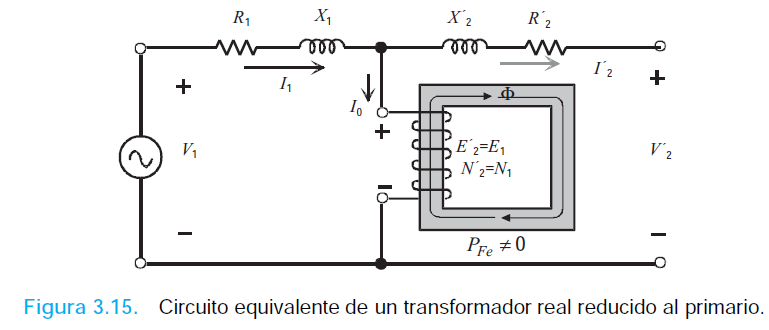 R1 X1 X´2 R´2
+ I1 I0 Φ I´2 +
+
V1 E´2=E1 V´2
N´2=N1
− − −
PFe ≠ 0
Figura 3.15. Circuito equivalente de un transformador real reducido al primario.